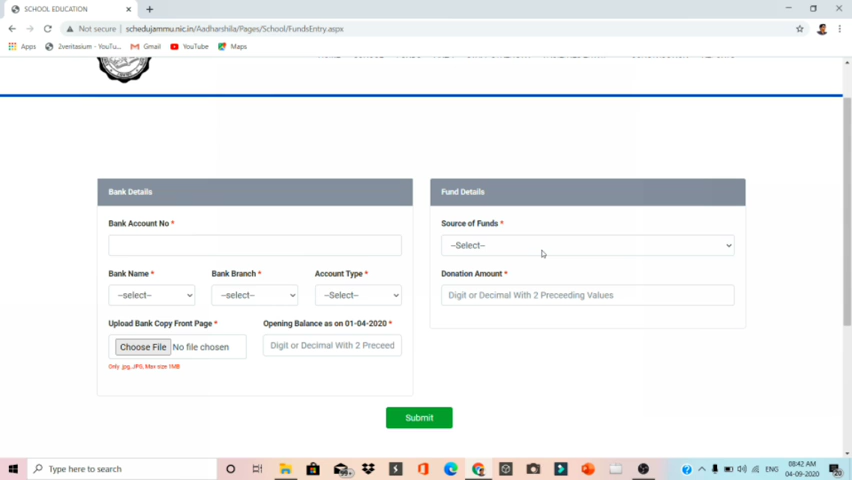 SCHOOL EDUCATION
Not secure
schedujammu.nic.in/Aadharshila/Pages/School/FundsEntry.aspx
Apps
2veritasium - YouTu...
Gmail
YouTube
Maps
Bank Details
Bank Account No *
Bank Name *
Bank Branch *
Account Type *
--select--
--select--
--Select--
Upload Bank Copy Front Page *
Opening Balance as on 01-04-2020 *
Choose File No file chosen
Digit or Decimal With 2 Preceed
Only .jpg,.JPG, Max size 1MB
Fund Details
Source of Funds *
--Select--
Donation Amount *
Digit or Decimal With 2 Preceeding Values
Submit
Type here to search
99+
ENG
08:42 AM
04-09-2020
20